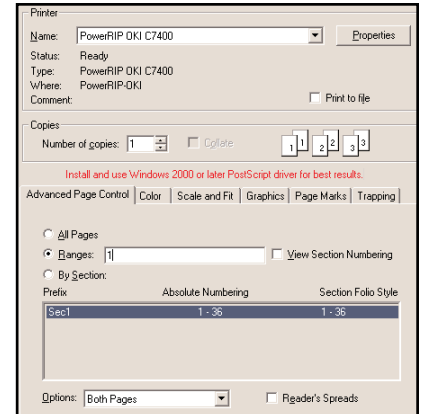 Printer
Name: PowerRIP OKI C7400 Properties
Status: Ready
Type: PowerRIP OKI C7400
Where: PowerRIP-OKI
Comment: Print to file
Copies
Number of copies: 1 Collate 1 1 2 2 3 3
Install and use Windows 2000 or later PostScript driver for best results.
Advanced Page Control Color Scale and Fit Graphics Page Marks Trapping
All Pages
Ranges: 1 View Section Numbering
By Section:
Prefix Absolute Numbering Section Folio Style
Sec1 1 - 36 1 - 36
Options: Both Pages Reader's Spreads